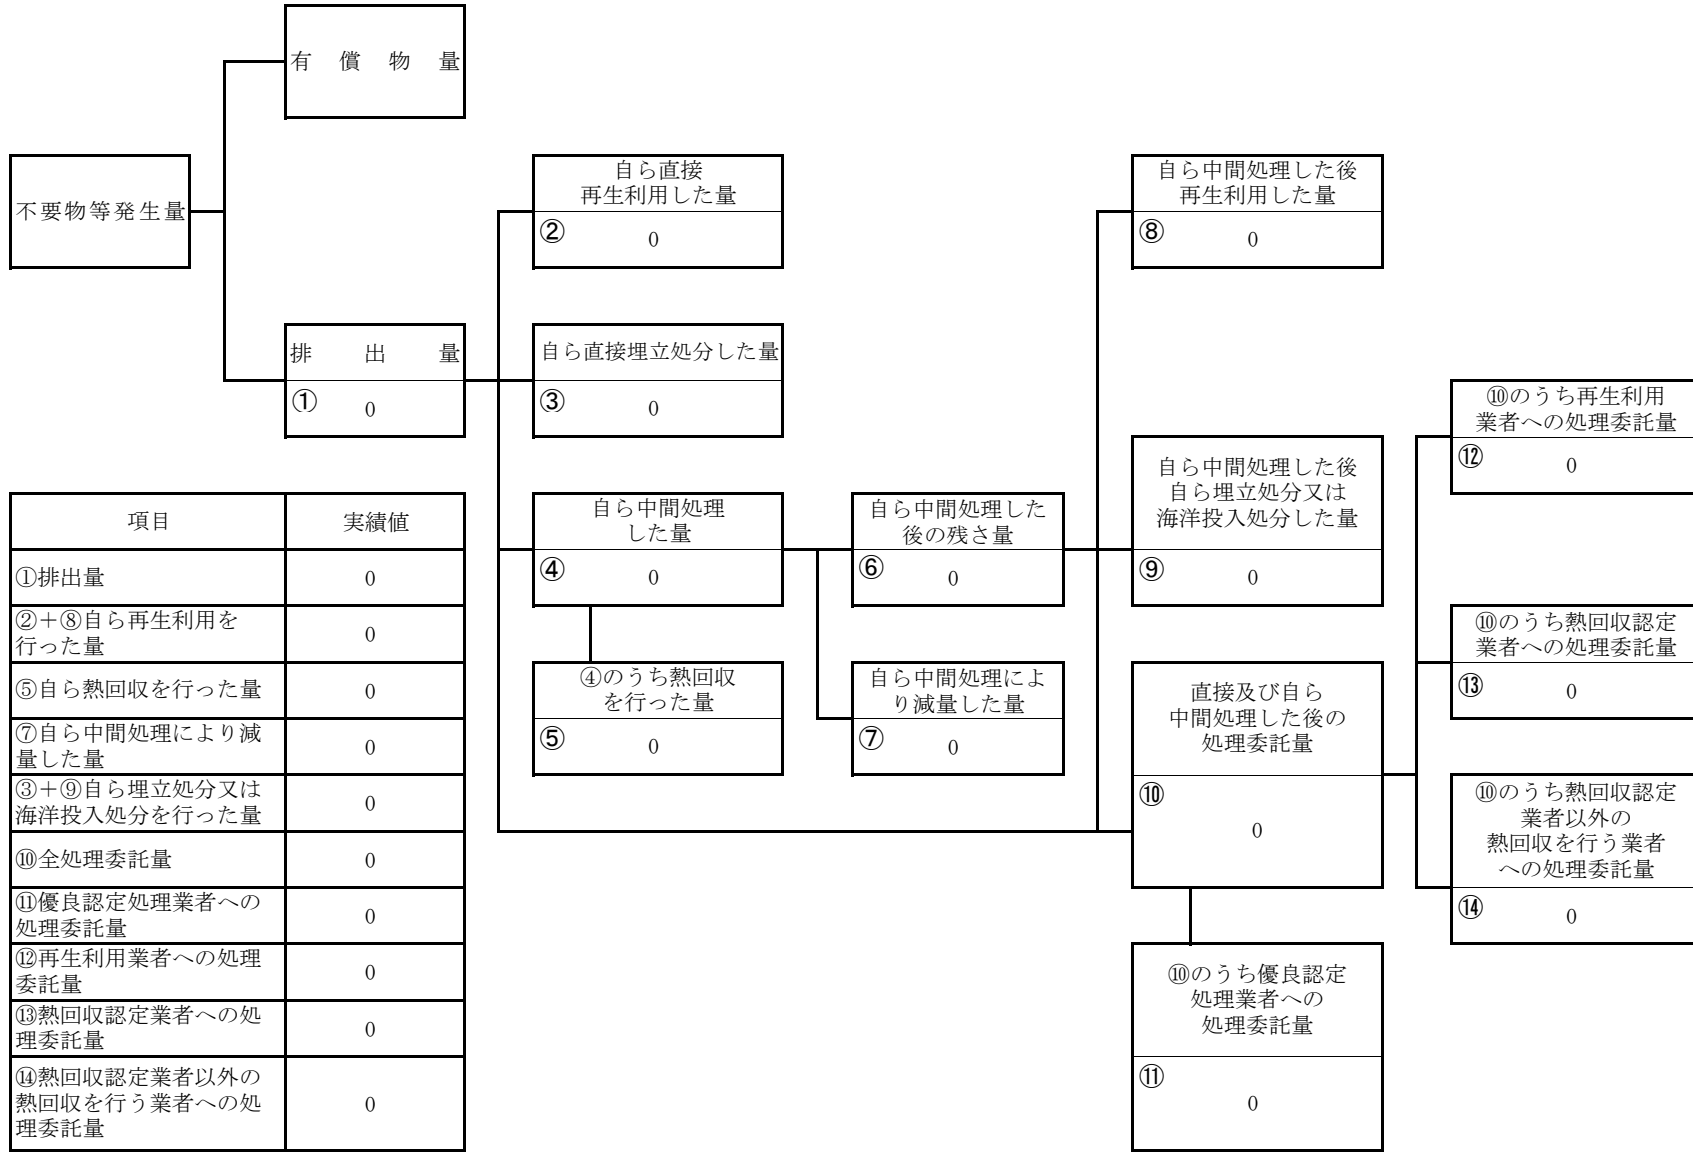 有償物量
不要物等発生量
自ら直接
再生利用した量
② 0
自ら中間処理した後
再生利用した量
⑧ 0
排出量
① 0
自ら直接埋立処分した量
③ 0
⑩のうち再生利用
業者への処理委託量
⑫ 0
自ら中間処理した後
自ら埋立処分又は
海洋投入処分した量
⑨ 0
自ら中間処理
した量
④ 0
自ら中間処理した
後の残さ量
⑥ 0
⑩のうち熱回収認定
業者への処理委託量
⑬ 0
④のうち熱回収
を行った量
⑤ 0
自ら中間処理によ
り減量した量
⑦ 0
直接及び自ら
中間処理した後の
処理委託量
⑩ 0
⑩のうち熱回収認定
業者以外の
熱回収を行う業者
への処理委託量
⑭ 0
⑩のうち優良認定
処理業者への
処理委託量
⑪ 0
項目 実績値
①排出量 0
②＋⑧自ら再生利用を
行った量 0
⑤自ら熱回収を行った量 0
⑦自ら中間処理により減
量した量 0
③＋⑨自ら埋立処分又は
海洋投入処分を行った量 0
⑩全処理委託量 0
⑪優良認定処理業者への
処理委託量 0
⑫再生利用業者への処理
委託量 0
⑬熱回収認定業者への処
理委託量 0
⑭熱回収認定業者以外の
熱回収を行う業者への処 0
理委託量